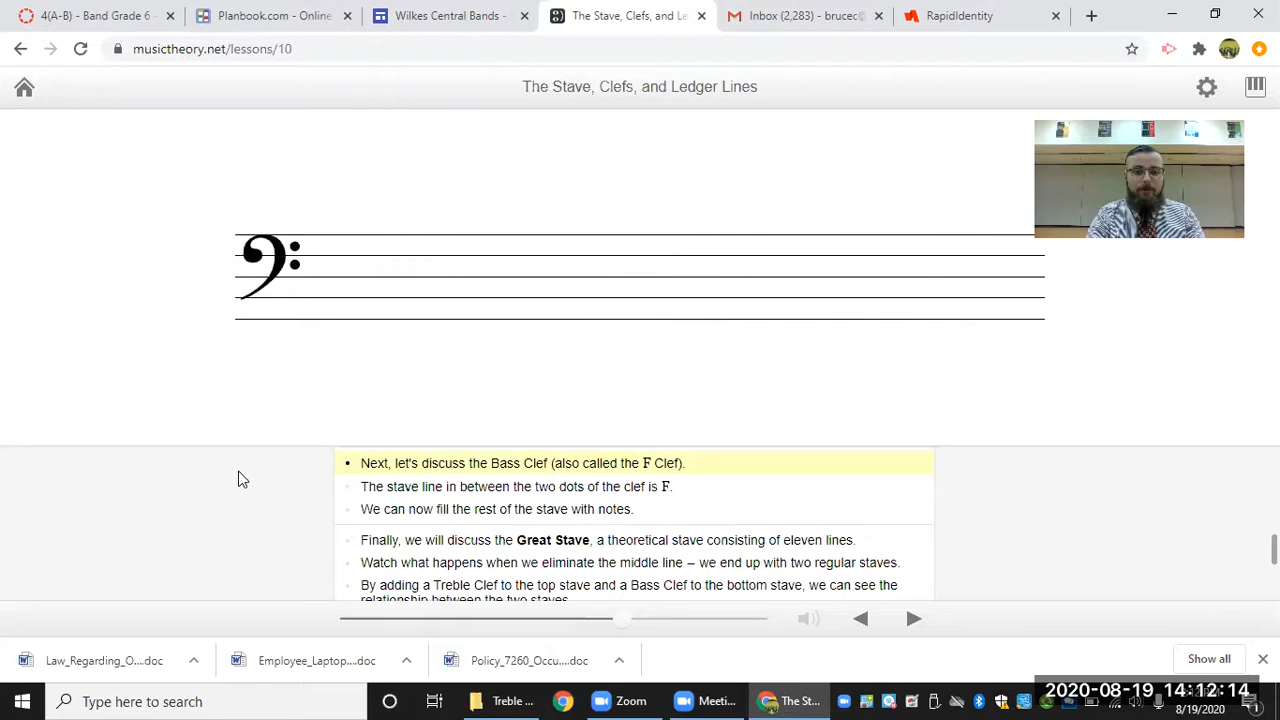 4(A-B) - Band Grade 6 - 
Planbook.com - Online
Wilkes Central Bands -
The Stave, Clefs, and Le
Inbox (2,283) - brucec@
RapidIdentity
musictheory.net/lessons/10
The Stave, Clefs, and Ledger Lines
• Next, let's discuss the Bass Clef (also called the F Clef).
The stave line in between the two dots of the clef is F.
We can now fill the rest of the stave with notes.
Finally, we will discuss the Great Stave, a theoretical stave consisting of eleven lines.
Watch what happens when we eliminate the middle line – we end up with two regular staves.
By adding a Treble Clef to the top stave and a Bass Clef to the bottom stave, we can see the
relationship between the two staves.
Law_Regarding_O....doc
Employee_Laptop....doc
Policy_7260_Occu....doc
Show all
Type here to search
Treble ...
Zoom
Meeti...
The St...
2020-08-19 14:12:14
8/19/2020